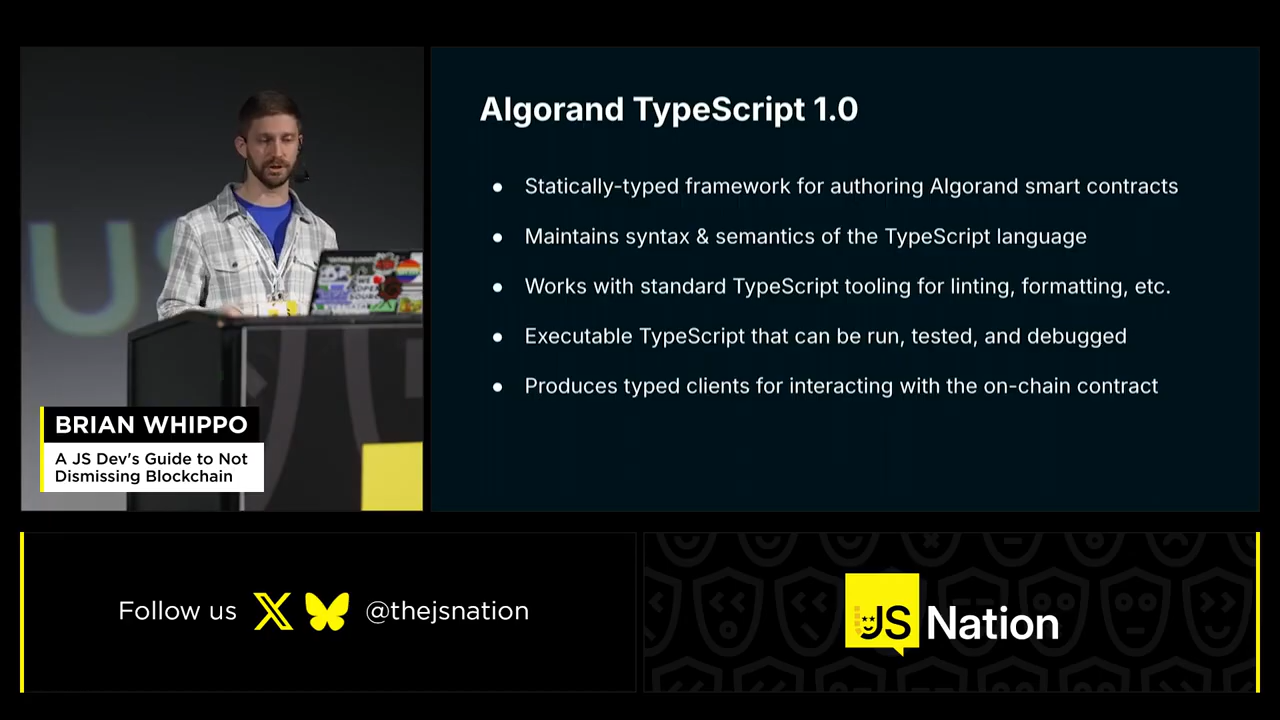 Algorand TypeScript 1.0
● Statically-typed framework for authoring Algorand smart contracts
● Maintains syntax & semantics of the TypeScript language
● Works with standard TypeScript tooling for linting, formatting, etc.
● Executable TypeScript that can be run, tested, and debugged
● Produces typed clients for interacting with the on-chain contract
US
BRIAN WHIPPO
A JS Dev's Guide to Not
Dismissing Blockchain
Follow us X @thejsnation
JS Nation